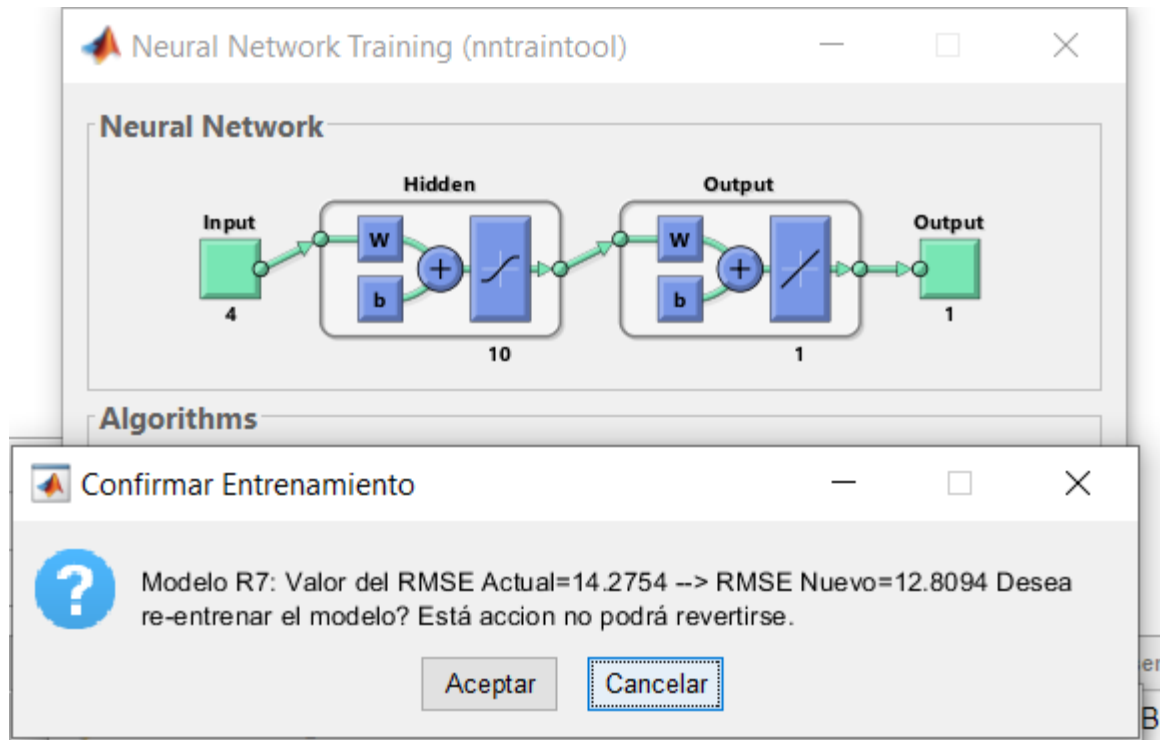 Neural Network Training (nntraintool)
Neural Network
Hidden
Output
Input
Output
W
W
b
b
4
10
1
1
Algorithms
Confirmar Entrenamiento
?
Modelo R7: Valor del RMSE Actual=14.2754 --> RMSE Nuevo=12.8094 Desea
re-entrenar el modelo? Está accion no podrá revertirse.
Aceptar
Cancelar
er
B